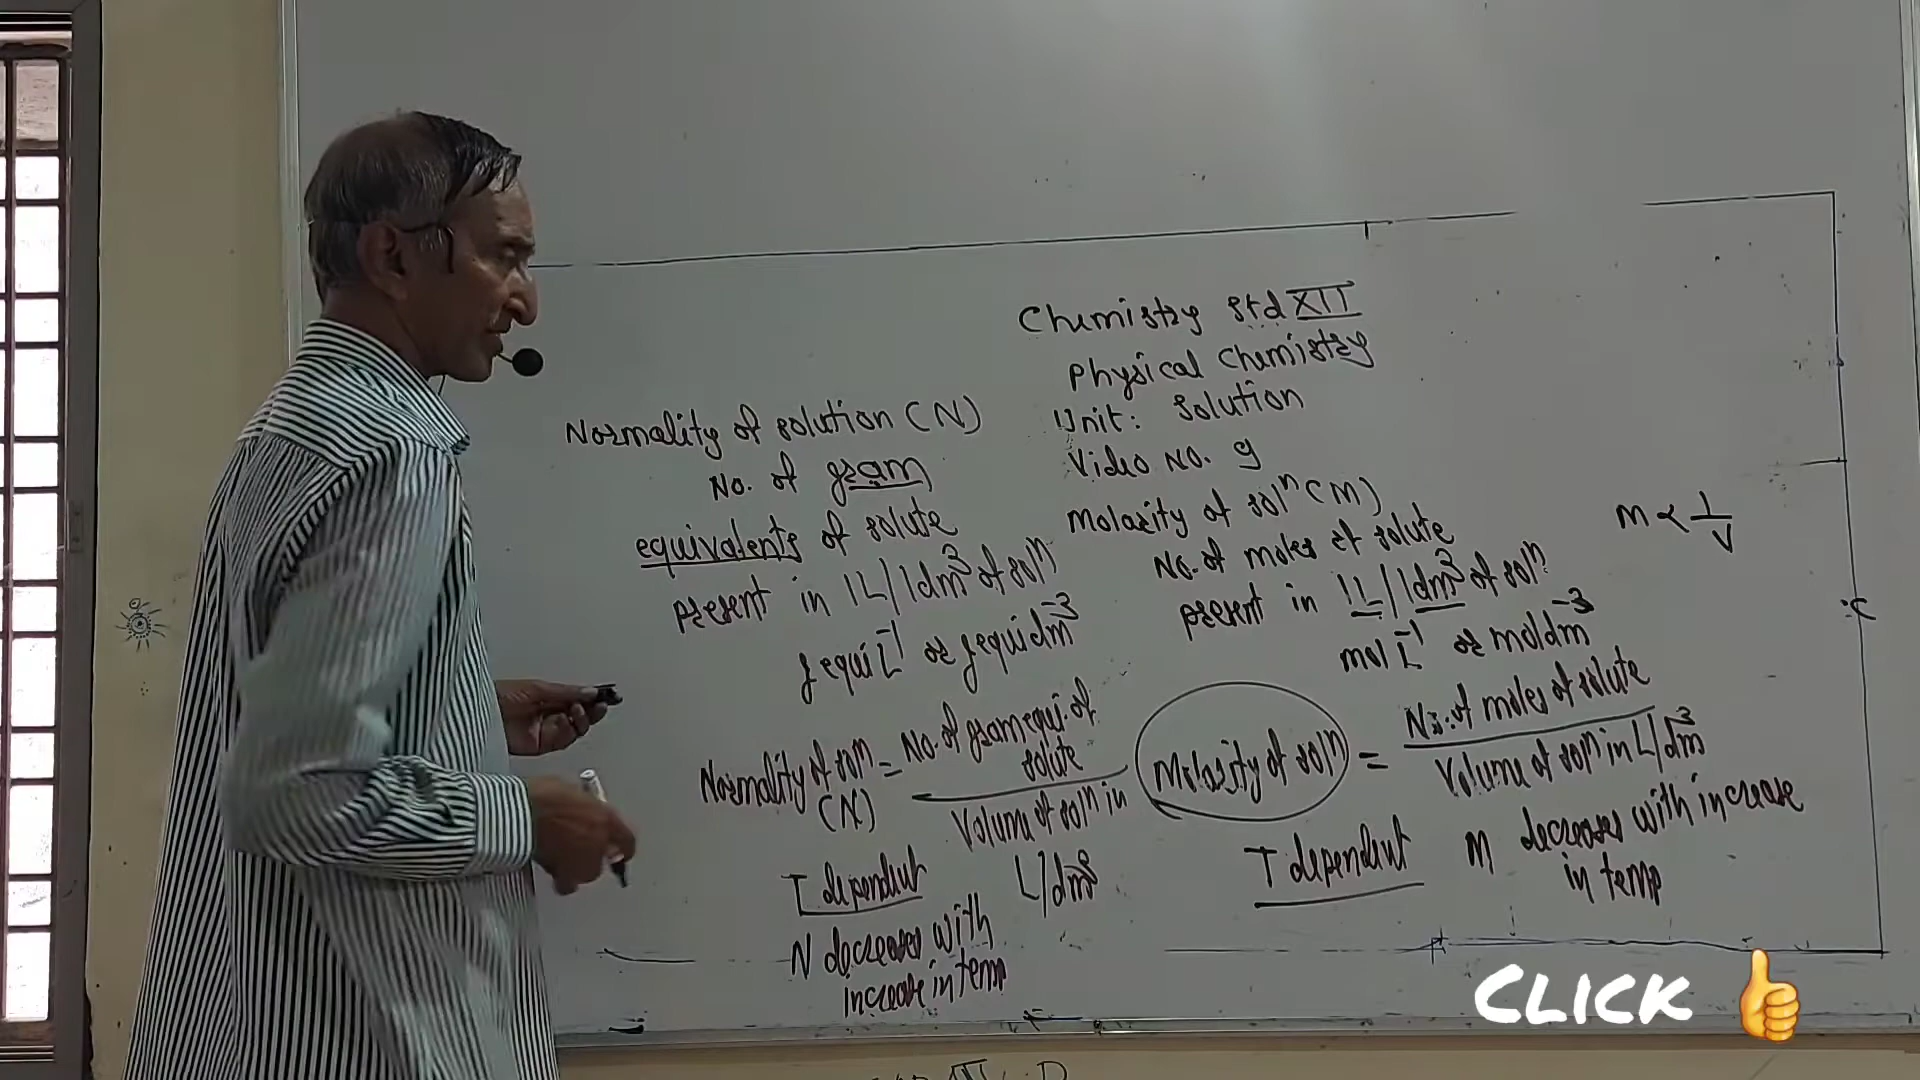 Chemistry std XII
Physical Chemistry
Unit: Solution
Video No. 9
Normality of solution (N)
No. of gram
equivalents of solute
present in 1L/1dm³ of solⁿ
g equi L⁻¹ or g equi dm⁻³
Normality of solⁿ = No. of gram equi. of
solute
(N)
Volume of solⁿ in
L/dm³
T dependent
N decreases with
increase in temp
Molarity of solⁿ (M)
No. of moles of solute
present in 1L/1dm³ of solⁿ
mol L⁻¹ or mol dm⁻³
Molarity of solⁿ = No. of moles of solute
Volume of solⁿ in L/dm³
T dependent M decreases with increase
in temp
M ∝ 1/V
°C
CLICK